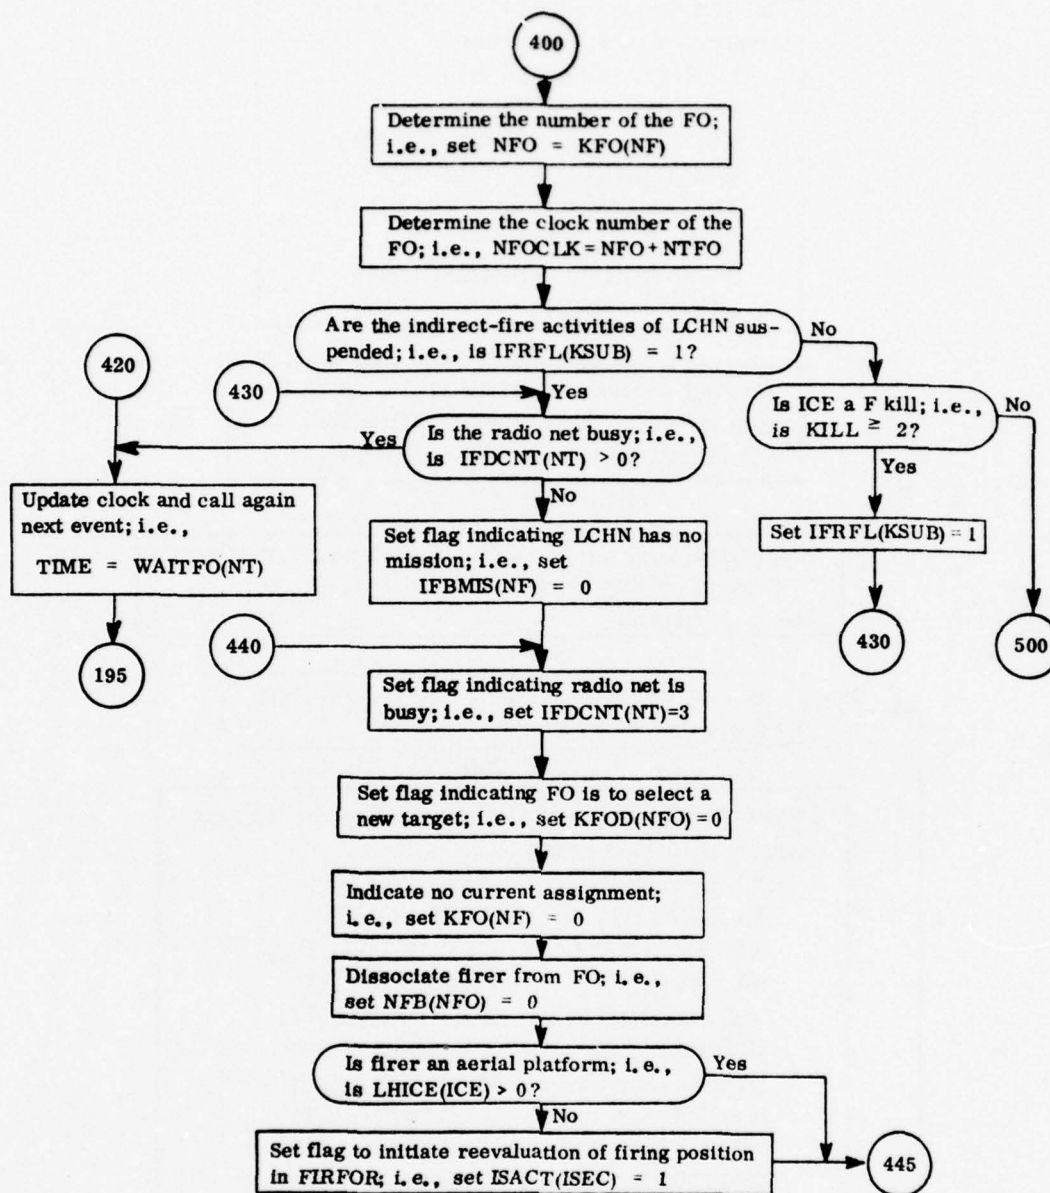 400
Determine the number of the FO;
i.e., set NFO = KFO(NF)
Determine the clock number of the
FO; i.e., NFOCLK = NFO + NTFO
Are the indirect-fire activities of LCHN sus-
pended; i.e., is IFRFL(KSUB) = 1?
No
420
430
Yes
Is ICE a F kill; i.e.,
is KILL ≥ 2?
No
Yes
Is the radio net busy; i.e.,
is IFDCNT(NT) > 0?
Yes
No
Update clock and call again
next event; i.e.,
TIME = WAITFO(NT)
Set flag indicating LCHN has no
mission; i.e., set
IFBMIS(NF) = 0
Set IFRFL(KSUB) = 1
440
430
500
195
Set flag indicating radio net is
busy; i.e., set IFDCNT(NT)=3
Set flag indicating FO is to select a
new target; i.e., set KFOD(NFO) = 0
Indicate no current assignment;
i.e., set KFO(NF) = 0
Dissociate firer from FO; i.e.,
set NFB(NFO) = 0
Is firer an aerial platform; i.e.,
is LHICE(ICE) > 0?
Yes
No
Set flag to initiate reevaluation of firing position
in FIRFOR; i.e., set ISACT(ISEC) = 1
445